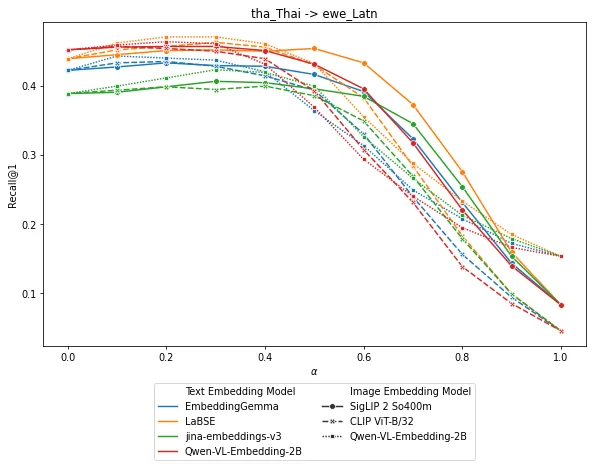 tha_Thai -> ewe_Latn
Recall@1
0.4
0.3
0.2
0.1
0.0 0.2 0.4 0.6 0.8 1.0
α
Text Embedding Model
EmbeddingGemma
LaBSE
jina-embeddings-v3
Qwen-VL-Embedding-2B
Image Embedding Model
SigLIP 2 So400m
CLIP ViT-B/32
Qwen-VL-Embedding-2B